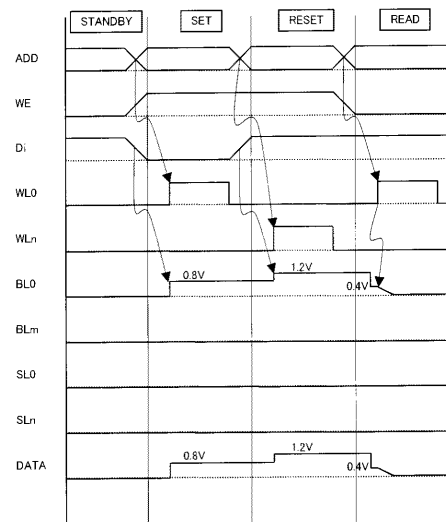 STANDBY SET RESET READ
ADD
WE
Di
WL0
WLn
BL0 0.8V 1.2V 0.4V
BLm
SL0
SLn
DATA 0.8V 1.2V 0.4V